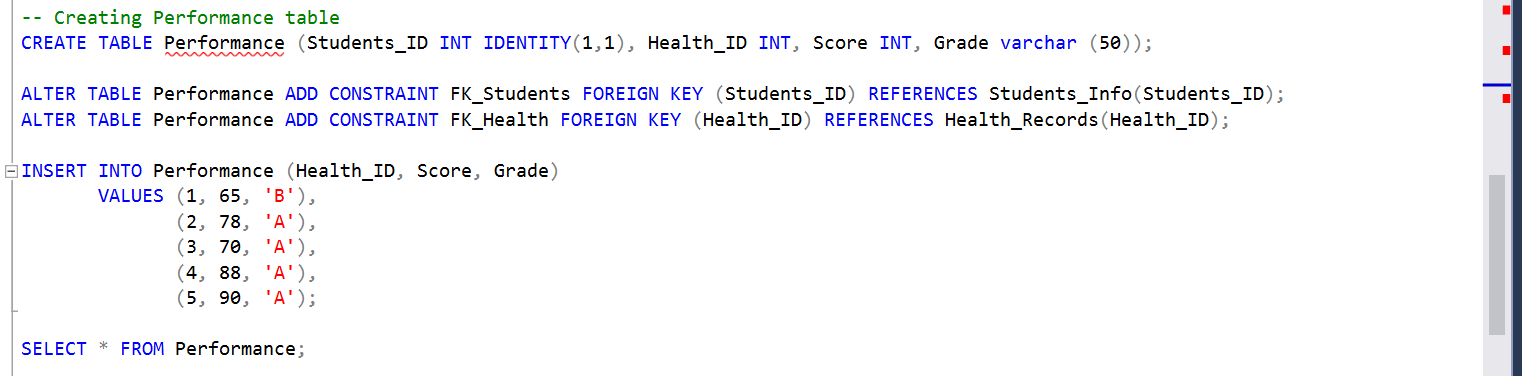 -- Creating Performance table
CREATE TABLE Performance (Students_ID INT IDENTITY(1,1), Health_ID INT, Score INT, Grade varchar (50));
ALTER TABLE Performance ADD CONSTRAINT FK_Students FOREIGN KEY (Students_ID) REFERENCES Students_Info(Students_ID);
ALTER TABLE Performance ADD CONSTRAINT FK_Health FOREIGN KEY (Health_ID) REFERENCES Health_Records(Health_ID);
INSERT INTO Performance (Health_ID, Score, Grade)
VALUES (1, 65, 'B'),
(2, 78, 'A'),
(3, 70, 'A'),
(4, 88, 'A'),
(5, 90, 'A');
SELECT * FROM Performance;